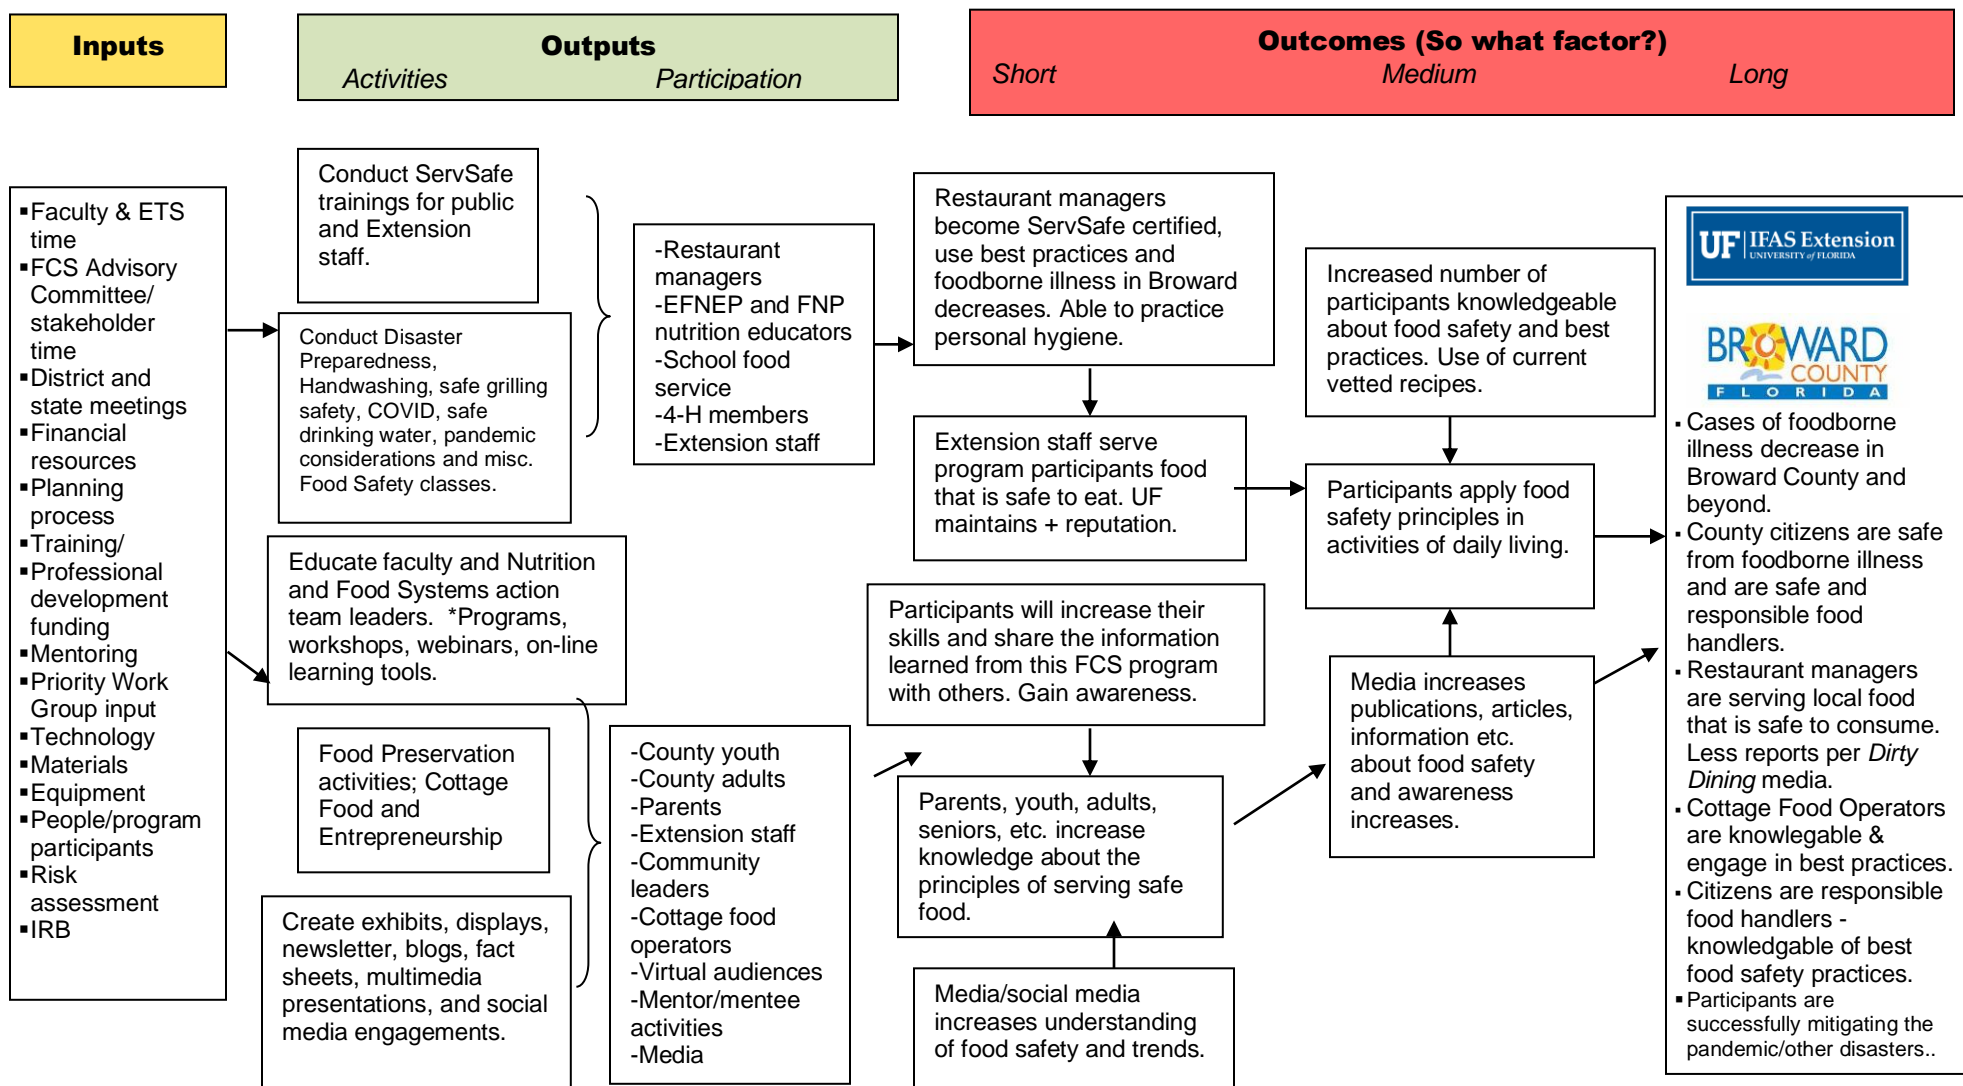 Inputs
Outputs
Activities
Participation
Outcomes (So what factor?)
Short
Medium
Long
▪Faculty & ETS
time
▪FCS Advisory
Committee/
stakeholder
time
▪District and
state meetings
▪Financial
resources
▪Planning
process
▪Training/
▪Professional
development
funding
▪Mentoring
▪Priority Work
Group input
▪Technology
▪Materials
▪Equipment
▪People/program
participants
▪Risk
assessment
▪IRB
Conduct ServSafe
trainings for public
and Extension
staff.
Conduct Disaster
Preparedness,
Handwashing, safe grilling
safety, COVID, safe
drinking water, pandemic
considerations and misc.
Food Safety classes.
Educate faculty and Nutrition
and Food Systems action
team leaders.  *Programs,
workshops, webinars, on-line
learning tools.
Food Preservation
activities; Cottage
Food and
Entrepreneurship
Create exhibits, displays,
newsletter, blogs, fact
sheets, multimedia
presentations, and social
media engagements.
-Restaurant
managers
-EFNEP and FNP
nutrition educators
-School food
service
-4-H members
-Extension staff
-County youth
-County adults
-Parents
-Extension staff
-Community
leaders
-Cottage food
operators
-Virtual audiences
-Mentor/mentee
activities
-Media
Restaurant managers
become ServSafe certified,
use best practices and
foodborne illness in Broward
decreases. Able to practice
personal hygiene.
Extension staff serve
program participants food
that is safe to eat. UF
maintains + reputation.
Participants will increase their
skills and share the information
learned from this FCS program
with others. Gain awareness.
Parents, youth, adults,
seniors, etc. increase
knowledge about the
principles of serving safe
food.
Media/social media
increases understanding
of food safety and trends.
Increased number of
participants knowledgeable
about food safety and best
practices. Use of current
vetted recipes.
Participants apply food
safety principles in
activities of daily living.
Media increases
publications, articles,
information etc.
about food safety
and awareness
increases.
UF IFAS Extension
UNIVERSITY of FLORIDA
BROWARD
COUNTY
FLORIDA
▪ Cases of foodborne
illness decrease in
Broward County and
beyond.
▪ County citizens are safe
from foodborne illness
and are safe and
responsible food
handlers.
▪ Restaurant managers
are serving local food
that is safe to consume.
Less reports per Dirty
Dining media.
▪ Cottage Food Operators
are knowlegable &
engage in best practices.
▪ Citizens are responsible
food handlers -
knowledgable of best
food safety practices.
▪ Participants are
successfully mitigating the
pandemic/other disasters..